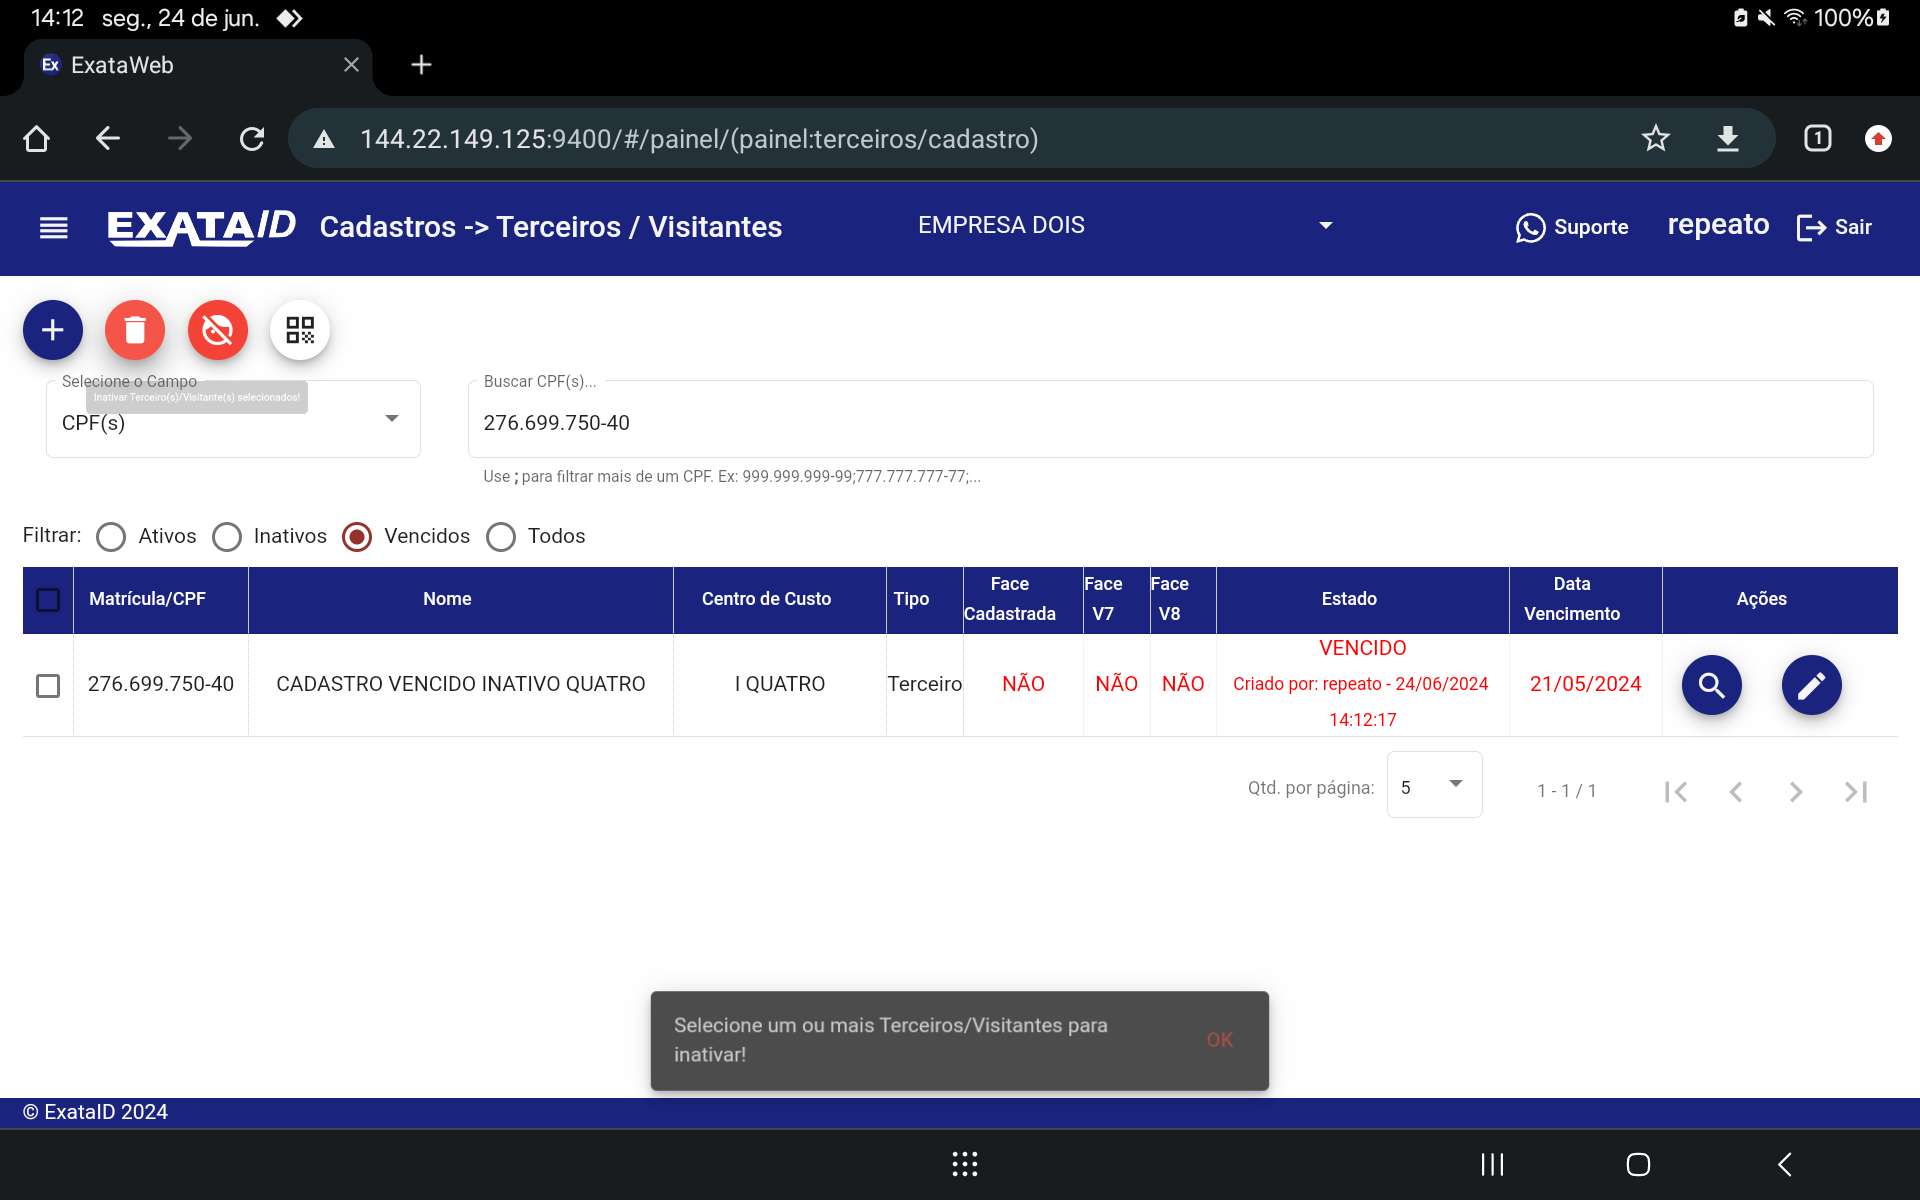 14:12 seg., 24 de jun.
100%
Ex ExataWeb
144.22.149.125:9400/#/painel/(painel:terceiros/cadastro)
1
EXATAID Cadastros -> Terceiros / Visitantes
EMPRESA DOIS
Suporte
repeato
Sair
Selecione o Campo
Inativar Terceiro(s)/Visitante(s) selecionados!
CPF(s)
Buscar CPF(s)...
276.699.750-40
Use ; para filtrar mais de um CPF. Ex: 999.999.999-99;777.777.777-77;...
Filtrar: Ativos Inativos Vencidos Todos
Matrícula/CPF Nome Centro de Custo Tipo Face Cadastrada Face V7 Face V8 Estado Data Vencimento Ações
276.699.750-40 CADASTRO VENCIDO INATIVO QUATRO I QUATRO Terceiro NÃO NÃO NÃO
VENCIDO
Criado por: repeato - 24/06/2024
14:12:17
21/05/2024
Qtd. por página: 5 1 - 1 / 1
Selecione um ou mais Terceiros/Visitantes para
inativar!
OK
© ExataID 2024